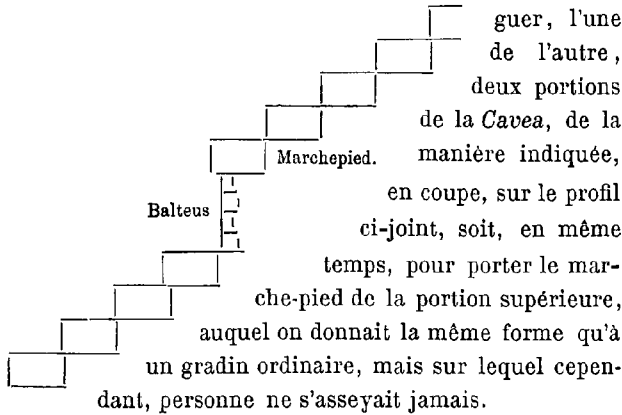 guer, l'une
de l'autre,
deux portions
de la Cavea, de la
Marchepied.
manière indiquée,
en coupe, sur le profil
Balteus
ci-joint, soit, en même
temps, pour porter le mar-
che-pied de la portion supérieure,
auquel on donnait la même forme qu'à
un gradin ordinaire, mais sur lequel cepen-
dant, personne ne s'asseyait jamais.